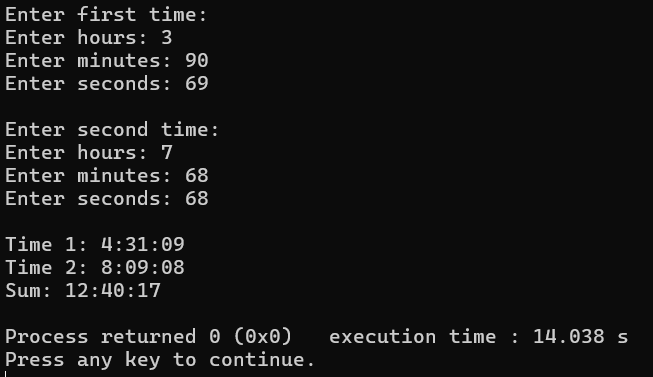 Enter first time:
Enter hours: 3
Enter minutes: 90
Enter seconds: 69
Enter second time:
Enter hours: 7
Enter minutes: 68
Enter seconds: 68
Time 1: 4:31:09
Time 2: 8:09:08
Sum: 12:40:17
Process returned 0 (0x0)   execution time : 14.038 s
Press any key to continue.